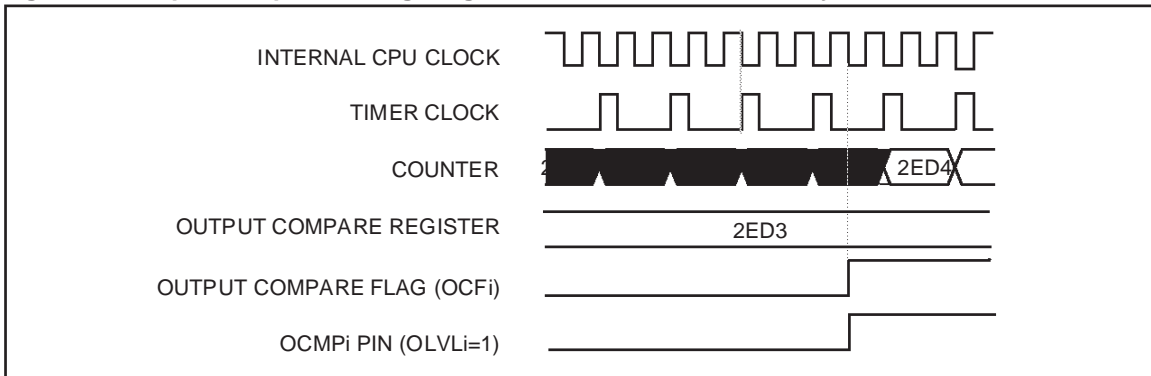 INTERNAL CPU CLOCK
TIMER CLOCK
COUNTER
2ED4
OUTPUT COMPARE REGISTER
2ED3
OUTPUT COMPARE FLAG (OCFi)
OCMPi PIN (OLVLi=1)